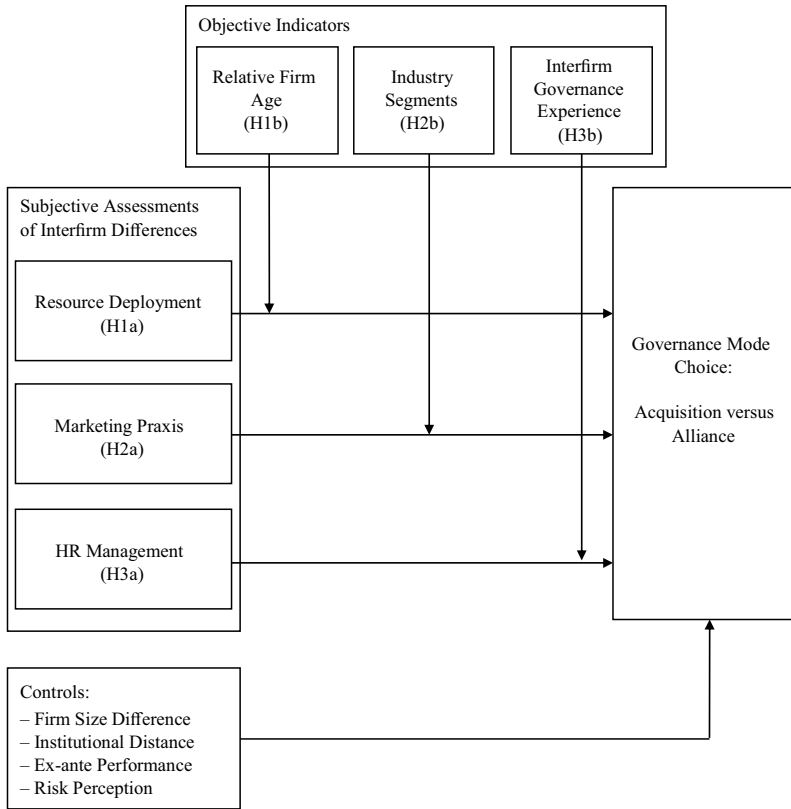 Objective Indicators
Relative Firm
Age
(H1b)
Industry
Segments
(H2b)
Interfirm
Governance
Experience
(H3b)
Subjective Assessments
of Interfirm Differences
Resource Deployment
(H1a)
Marketing Praxis
(H2a)
HR Management
(H3a)
Governance Mode
Choice:
Acquisition versus
Alliance
Controls:
– Firm Size Difference
– Institutional Distance
– Ex-ante Performance
– Risk Perception